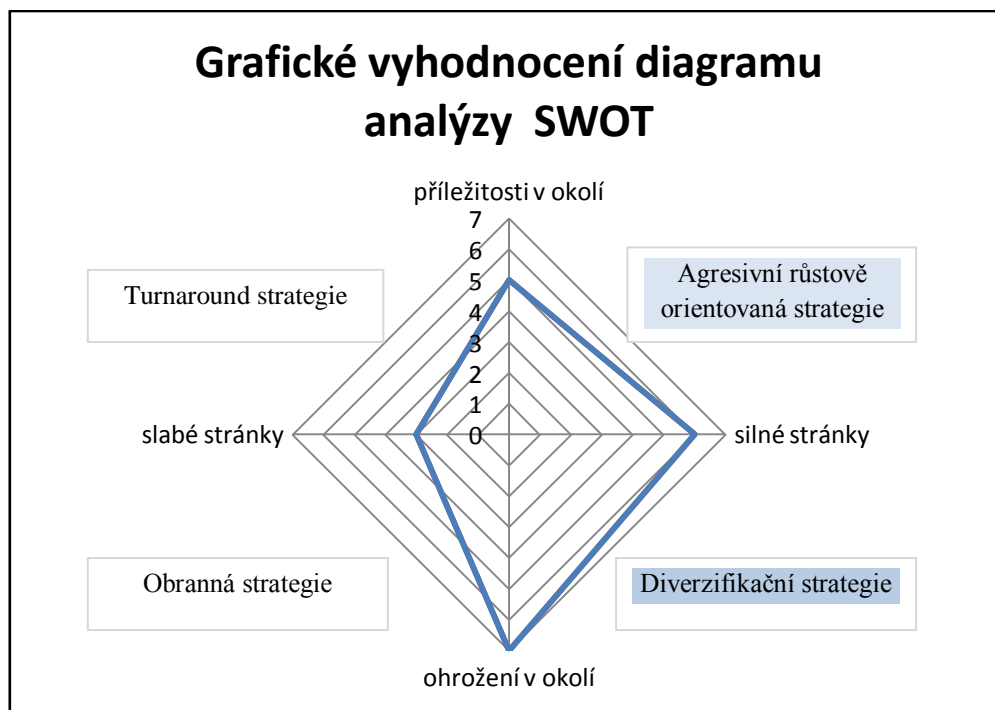 Grafické vyhodnocení diagramu
analýzy SWOT
příležitosti v okolí
7
6
5
4
3
2
1
0
Turnaround strategie
Agresivní růstově
orientovaná strategie
slabé stránky
silné stránky
Obranná strategie
Diverzifikační strategie
ohrožení v okolí